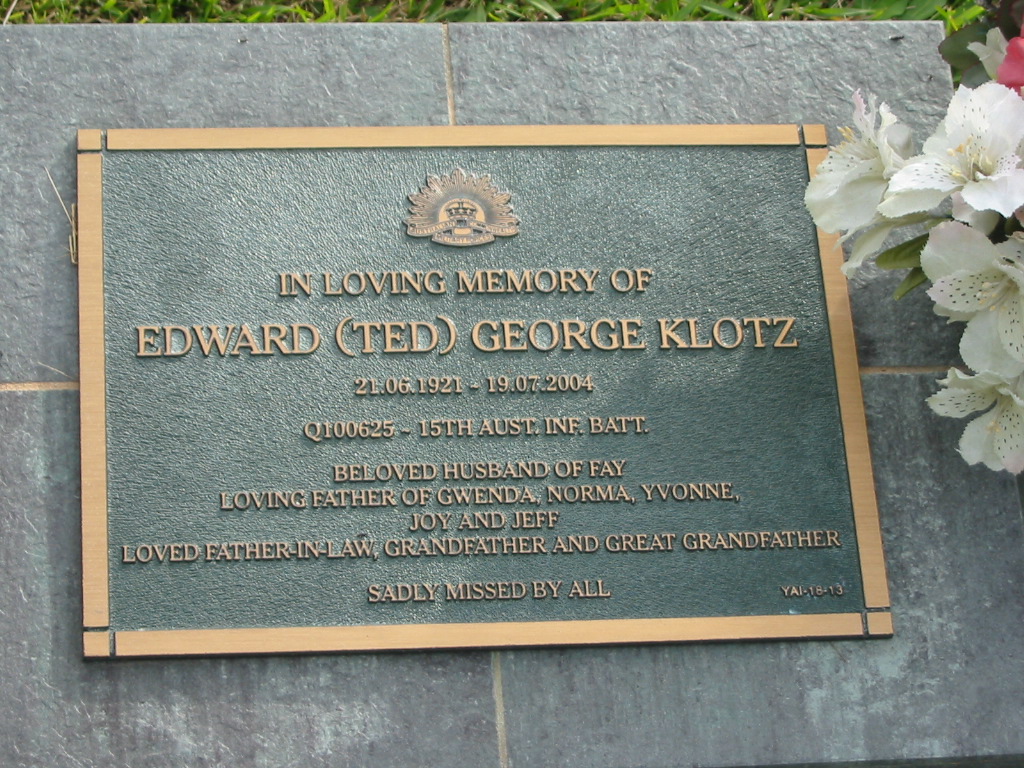 IN LOVING MEMORY OF
EDWARD (TED) GEORGE KLOTZ
21.06.1921 - 19.07.2004
Q100625 - 15TH AUST. INF. BATT.
BELOVED HUSBAND OF FAY
LOVING FATHER OF GWENDA, NORMA, YVONNE,
JOY AND JEFF
LOVED FATHER-IN-LAW, GRANDFATHER AND GREAT GRANDFATHER
SADLY MISSED BY ALL
YAI-18-13